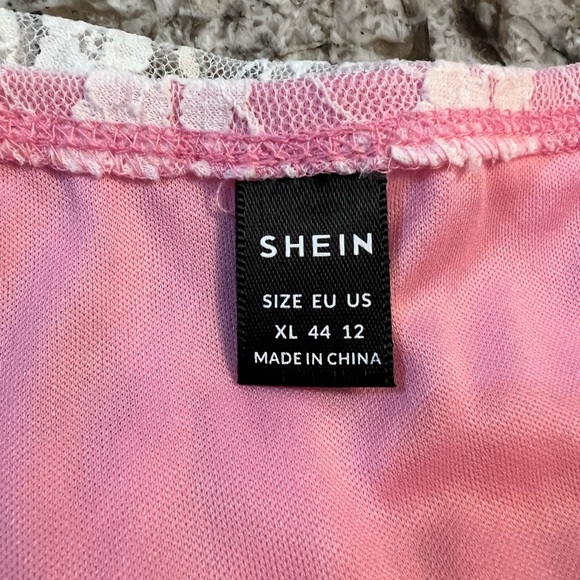 SHEIN
SIZE EU US
XL 44 12
MADE IN CHINA